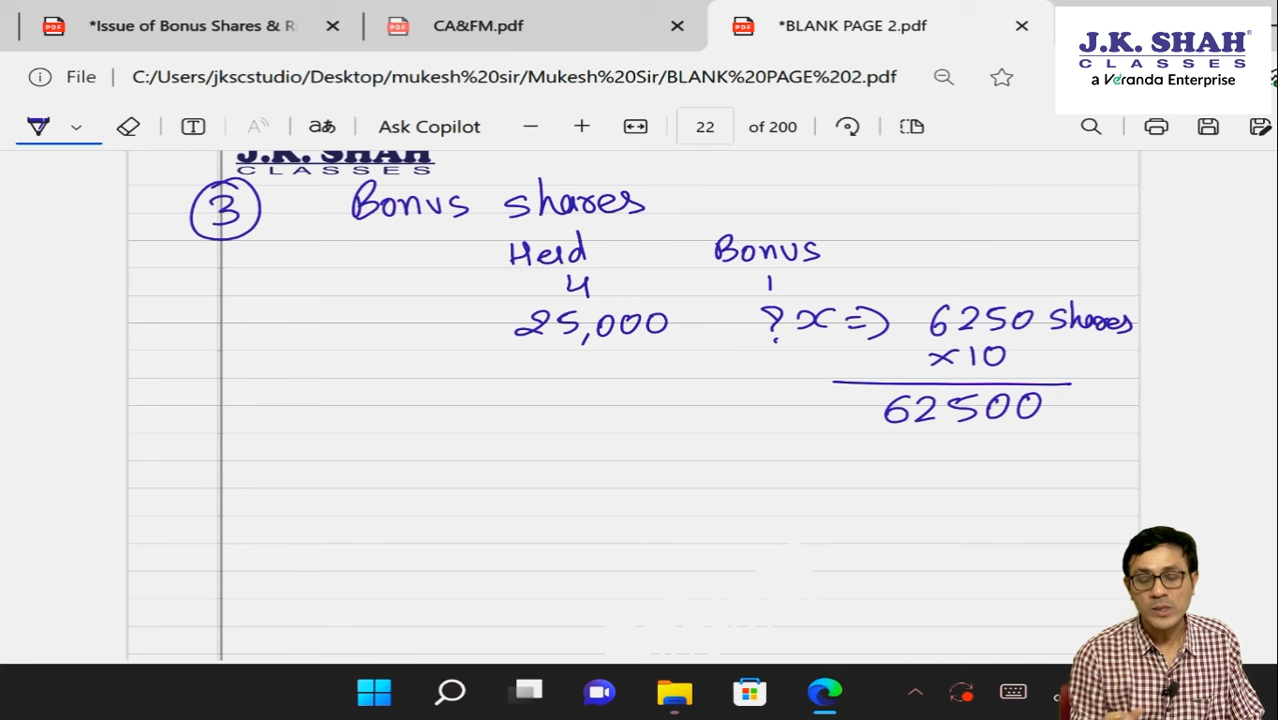 *Issue of Bonus Shares & Ri
CA&FM.pdf
*BLANK PAGE 2.pdf
J.K. SHAH
CLASSES
a Veranda Enterprise
File
C:/Users/jkscstudio/Desktop/mukesh%20sir/Mukesh%20Sir/BLANK%20PAGE%202.pdf
Ask Copilot
22 of 200
J.K. SHAH
CLASSES
3 Bonus shares
Held Bonus
4 1
25,000 ? x => 6250 shares
x10
62500